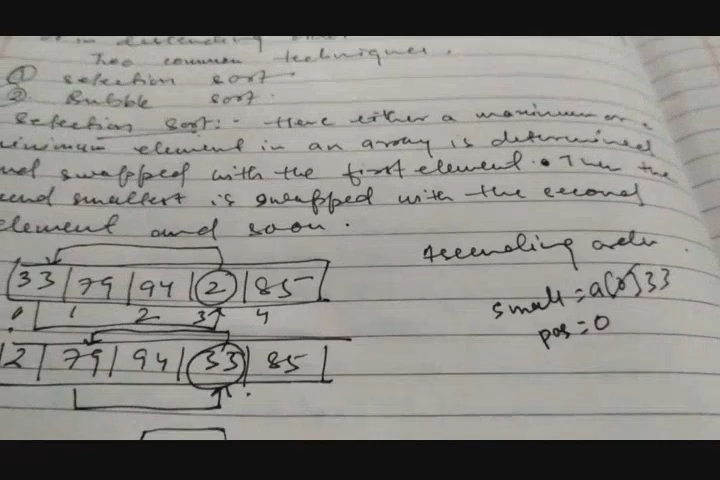 in descending
Two common techniques.
① Selection sort
② Bubble sort.
Selection sort:- Here either a maximum or
element in an array is determined
swapped with the first element. Then the
smallest is swapped with the second
element and so on.
Ascending order.
33 | 79 | 94 | 2 | 85
small = a[0] 33
0 1 2 3 4
pos = 0
2 | 79 | 94 | 33 | 85